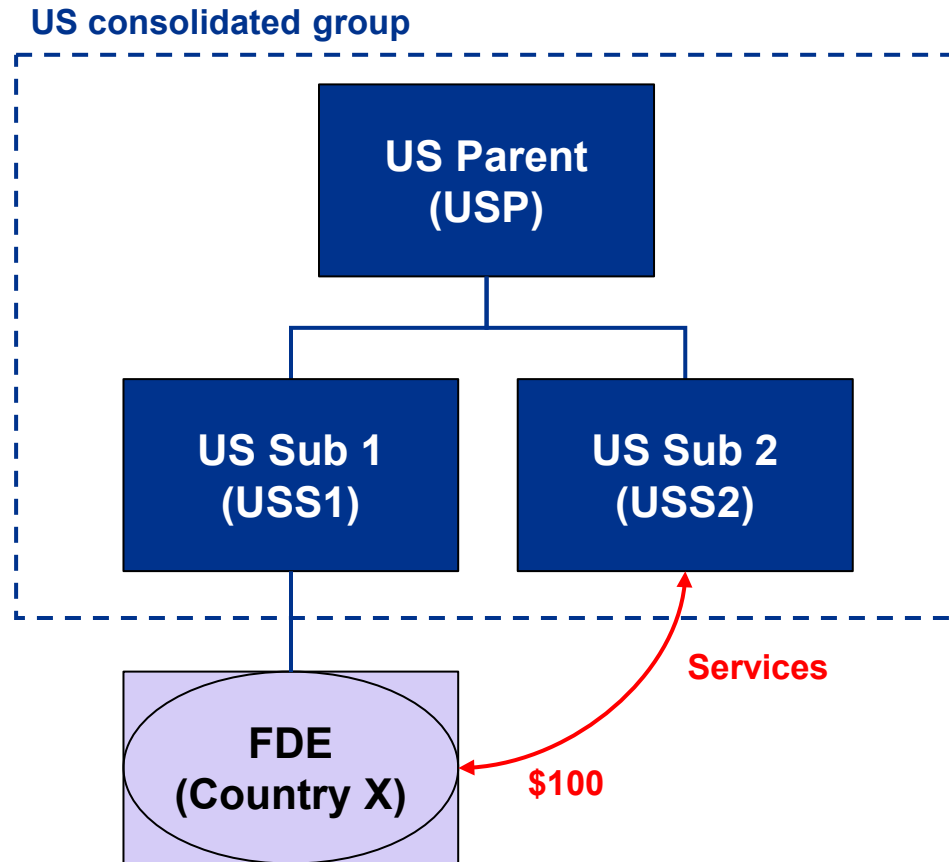 US consolidated group
US Parent
(USP)
US Sub 1
(USS1)
US Sub 2
(USS2)
Services
FDE
(Country X)
$100